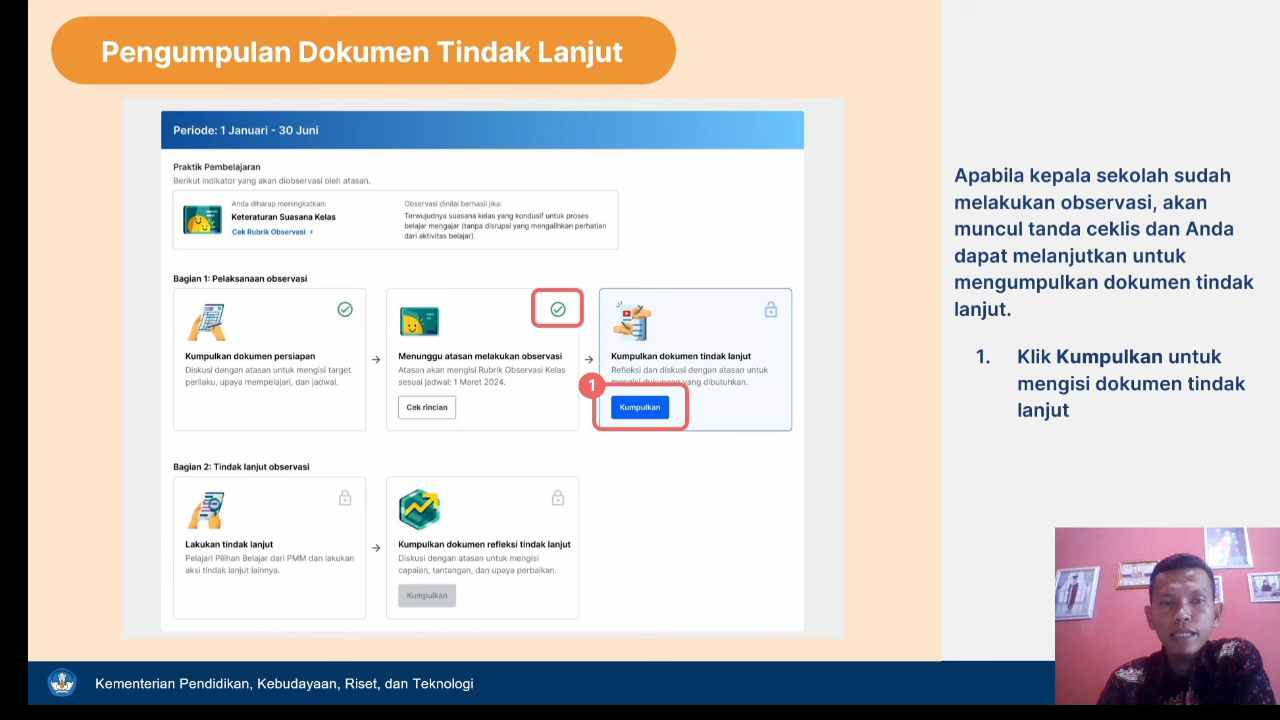 Pengumpulan Dokumen Tindak Lanjut
Periode: 1 Januari - 30 Juni
Praktik Pembelajaran
Berikut indikator yang akan diobservasi oleh atasan.
Anda diharap meningkatkan:
Keteraturan Suasana Kelas
Cek Rubrik Observasi ›
Observasi dinilai berhasil jika:
Terwujudnya suasana kelas yang kondusif untuk proses
belajar mengajar (tanpa disrupsi yang mengalihkan perhatian
dari aktivitas belajar)
Bagian 1: Pelaksanaan observasi
Kumpulkan dokumen persiapan
Diskusi dengan atasan untuk mengisi target
perilaku, upaya mempelajari, dan jadwal.
Menunggu atasan melakukan observasi
Atasan akan mengisi Rubrik Observasi Kelas
sesuai jadwal: 1 Maret 2024.
Cek rincian
Kumpulkan dokumen tindak lanjut
Refleksi dan diskusi dengan atasan untuk
mengisi dukungan yang dibutuhkan.
1
Kumpulkan
Bagian 2: Tindak lanjut observasi
Lakukan tindak lanjut
Pelajari Pilihan Belajar dari PMM dan lakukan
aksi tindak lanjut lainnya.
Kumpulkan dokumen refleksi tindak lanjut
Diskusi dengan atasan untuk mengisi
capaian, tantangan, dan upaya perbaikan.
Kumpulkan
Apabila kepala sekolah sudah
melakukan observasi, akan
muncul tanda ceklis dan Anda
dapat melanjutkan untuk
mengumpulkan dokumen tindak
lanjut.
1. Klik Kumpulkan untuk
mengisi dokumen tindak
lanjut
Kementerian Pendidikan, Kebudayaan, Riset, dan Teknologi